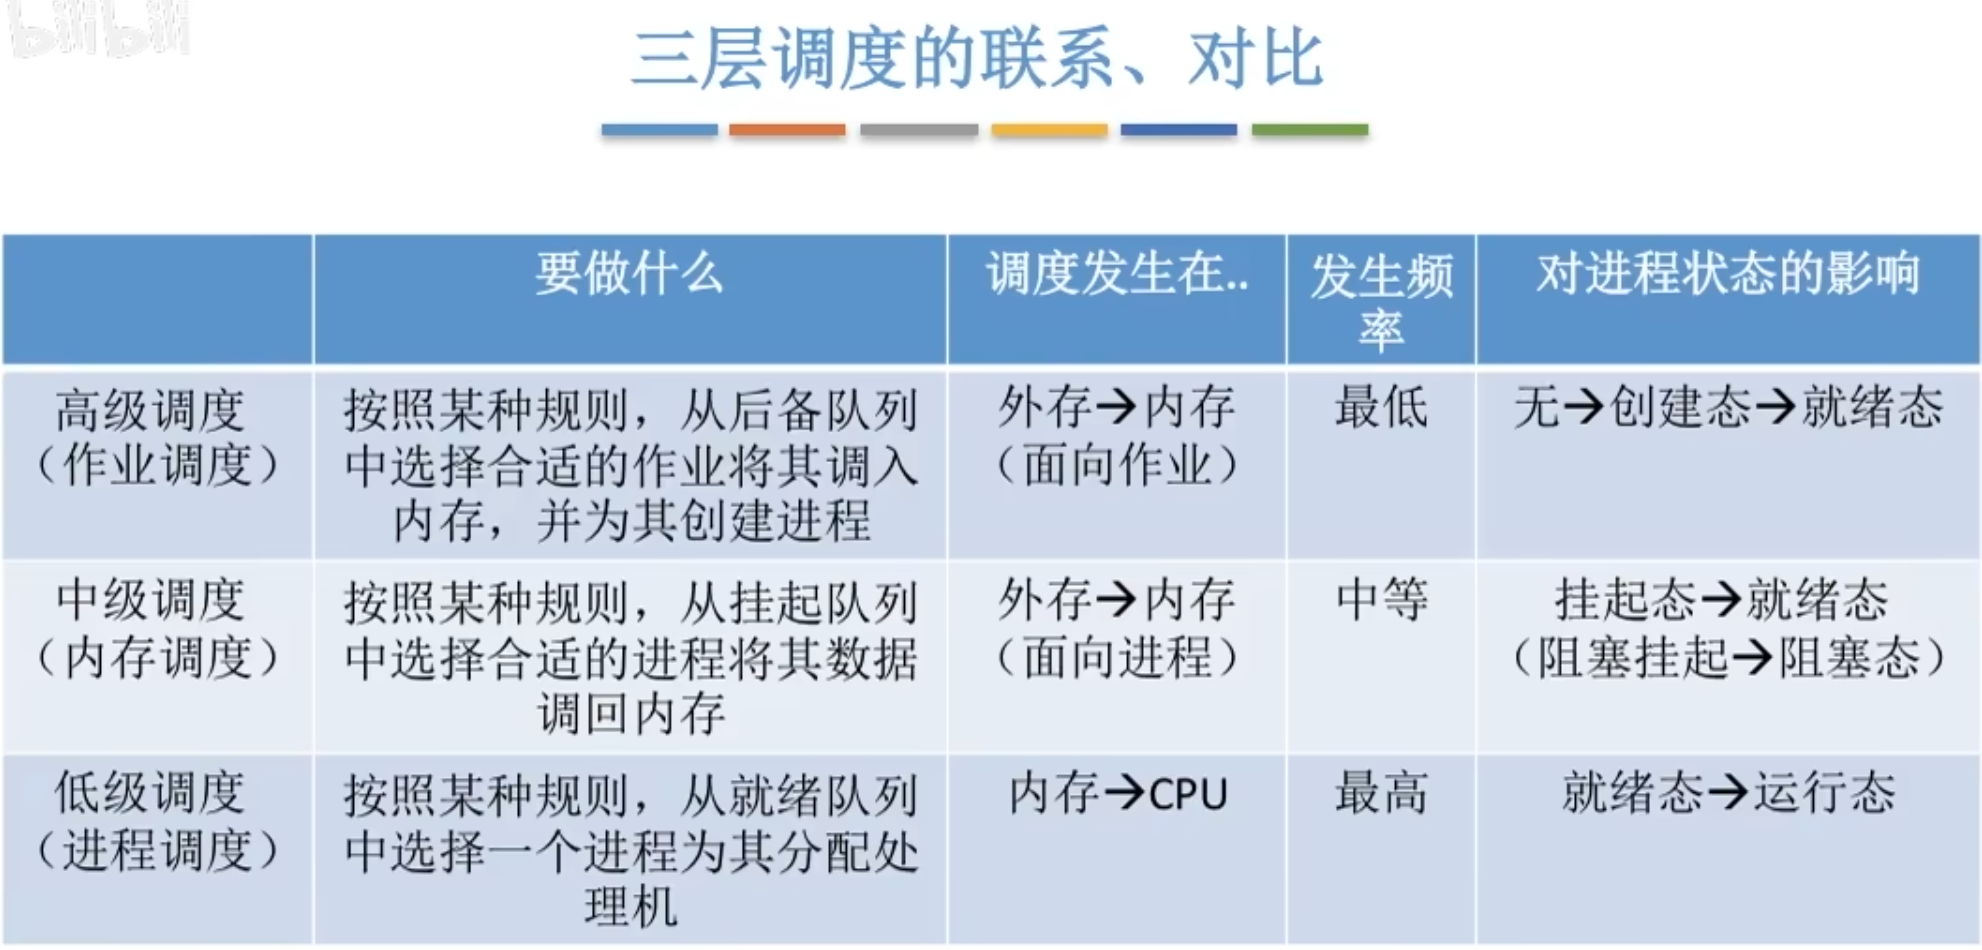 bilibili
三层调度的联系、对比
要做什么
调度发生在..
发生频
率
对进程状态的影响
高级调度
（作业调度）
按照某种规则，从后备队列
中选择合适的作业将其调入
内存，并为其创建进程
外存→内存
（面向作业）
最低
无→创建态→就绪态
中级调度
（内存调度）
按照某种规则，从挂起队列
中选择合适的进程将其数据
调回内存
外存→内存
（面向进程）
中等
挂起态→就绪态
（阻塞挂起→阻塞态）
低级调度
（进程调度）
按照某种规则，从就绪队列
中选择一个进程为其分配处
理机
内存→CPU
最高
就绪态→运行态